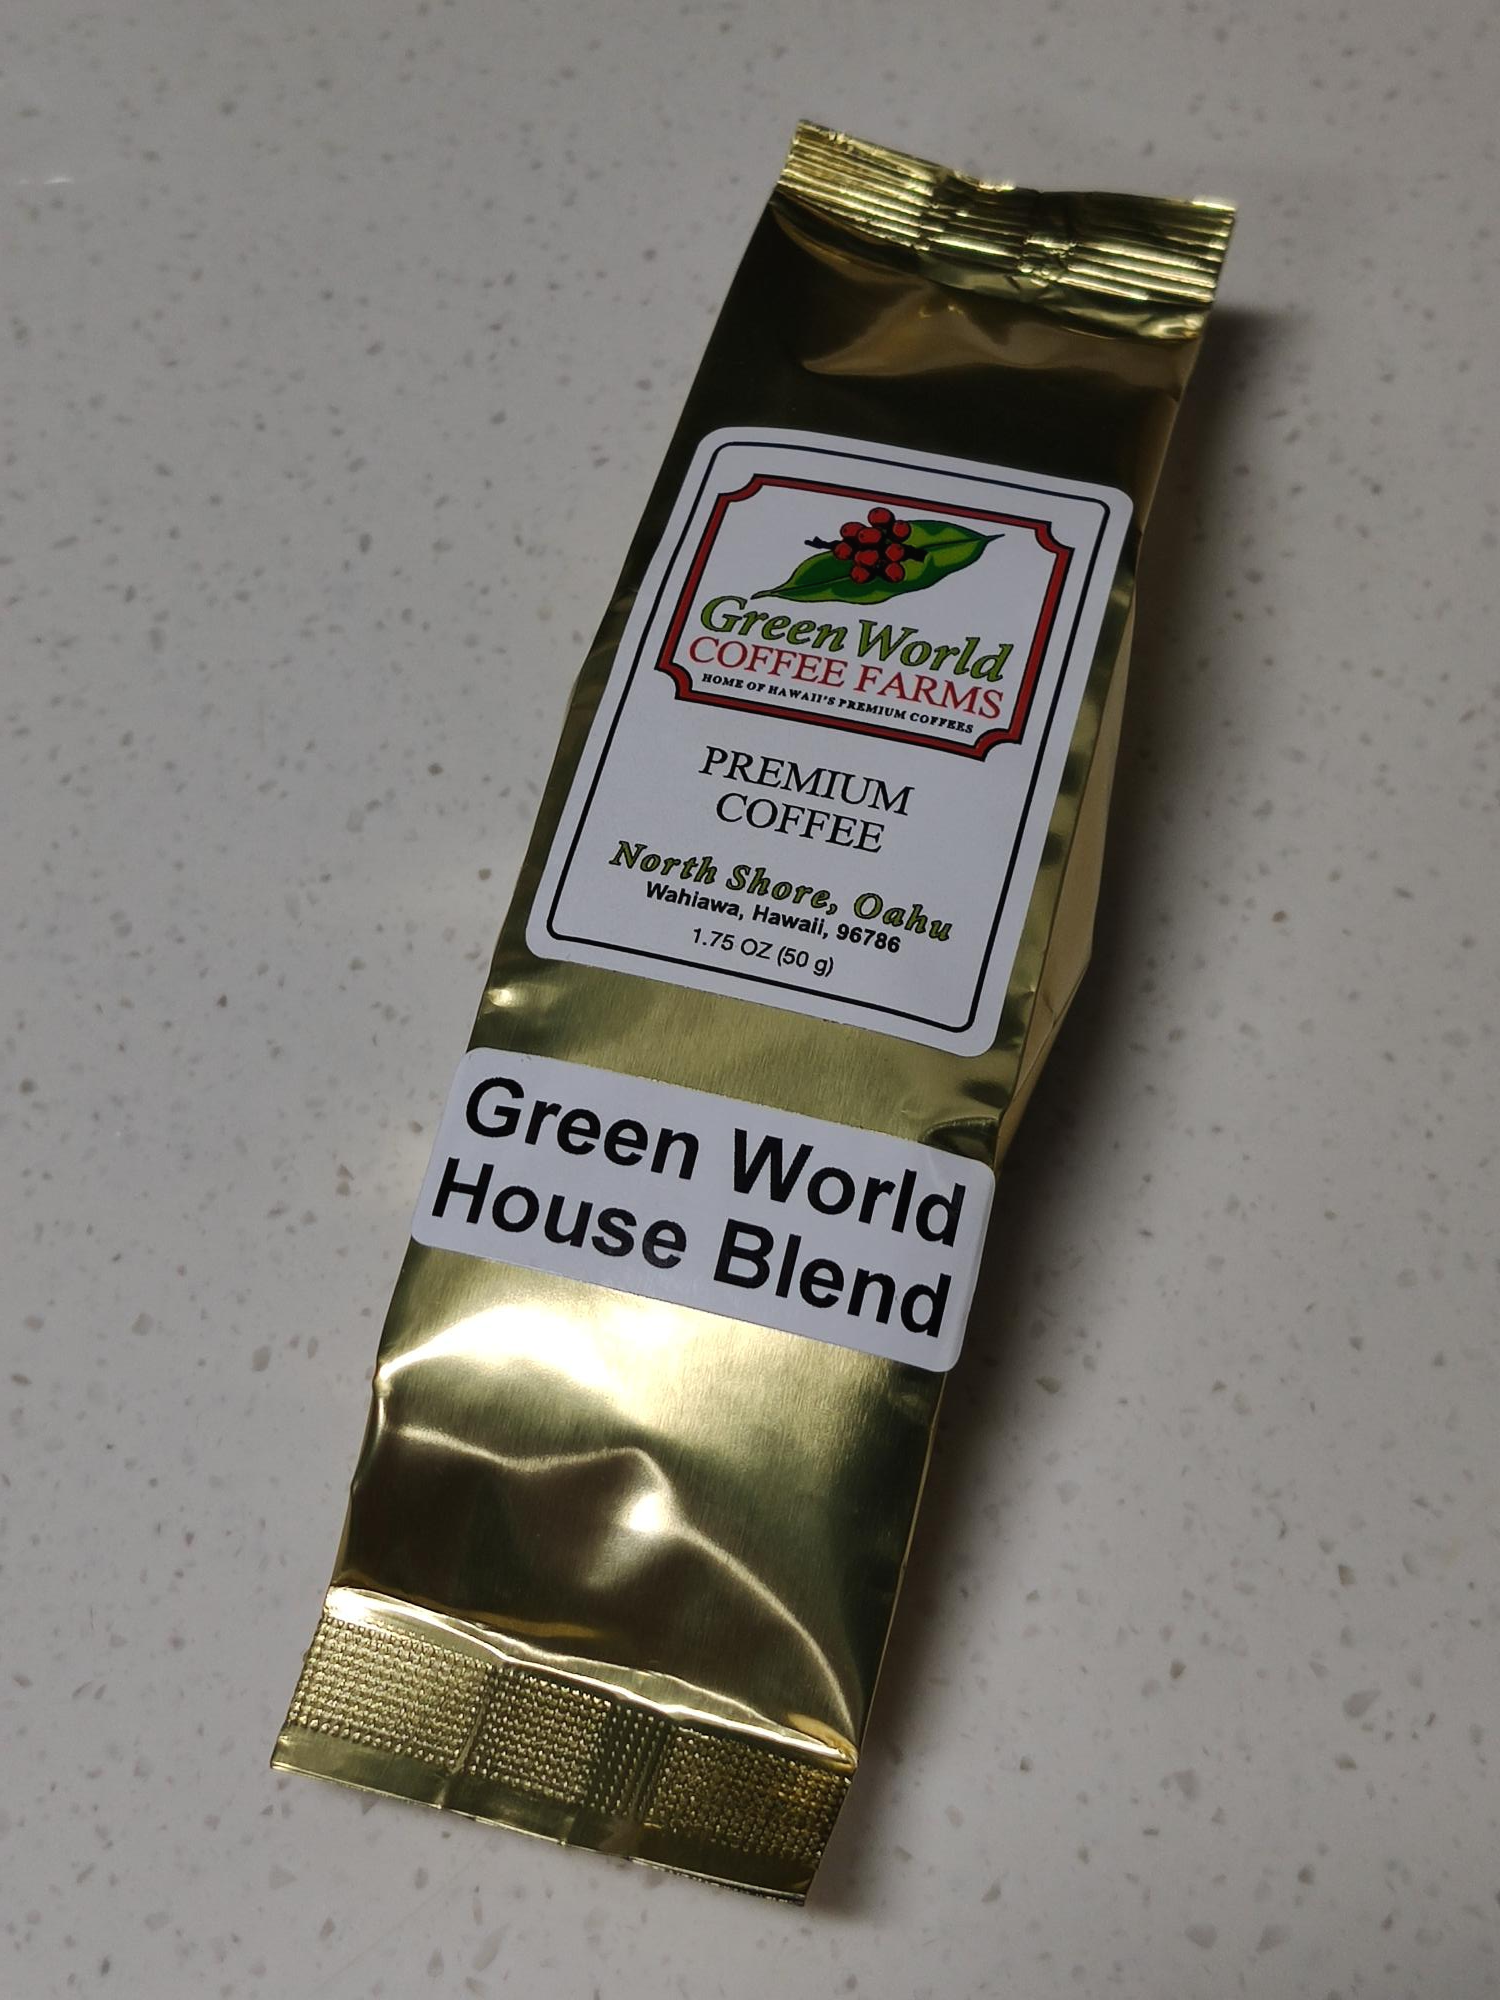 Green World
COFFEE FARMS
HOME OF HAWAII'S PREMIUM COFFEES
PREMIUM
COFFEE
North Shore, Oahu
Wahiawa, Hawaii, 96786
1.75 OZ (50 g)
Green World
House Blend